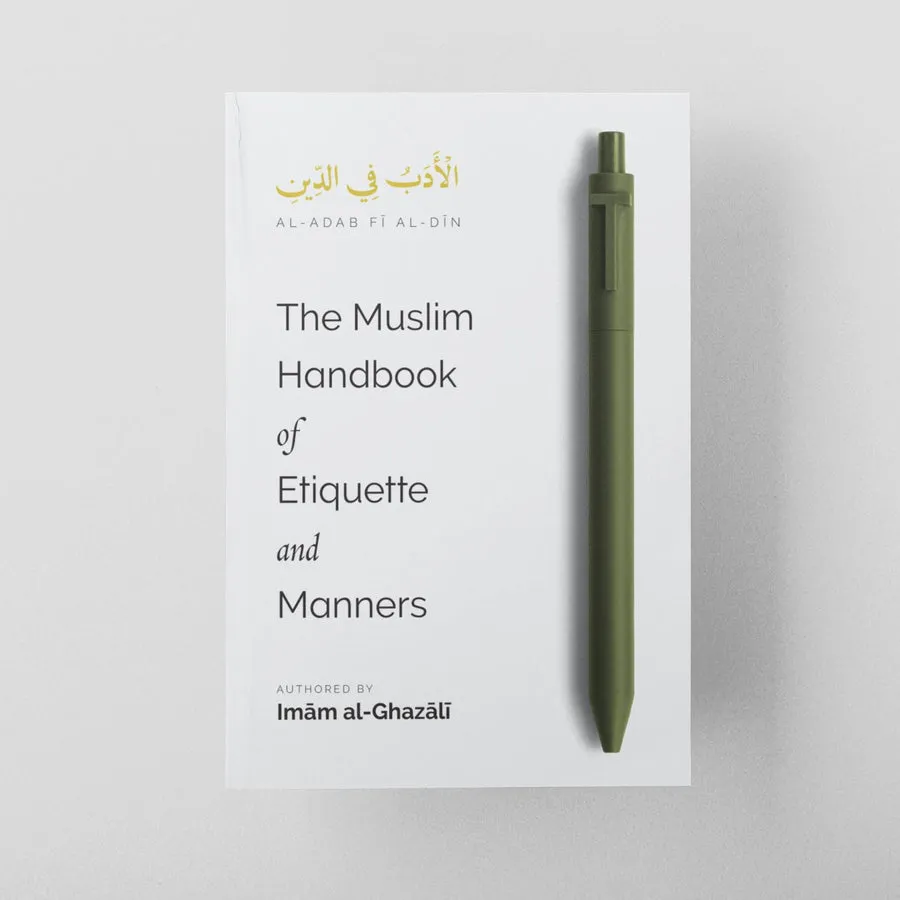 الْأَدَبُ فِي الدِّينِ
AL-ADAB FĪ AL-DĪN
The Muslim
Handbook
of
Etiquette
and
Manners
AUTHORED BY
Imām al-Ghazālī